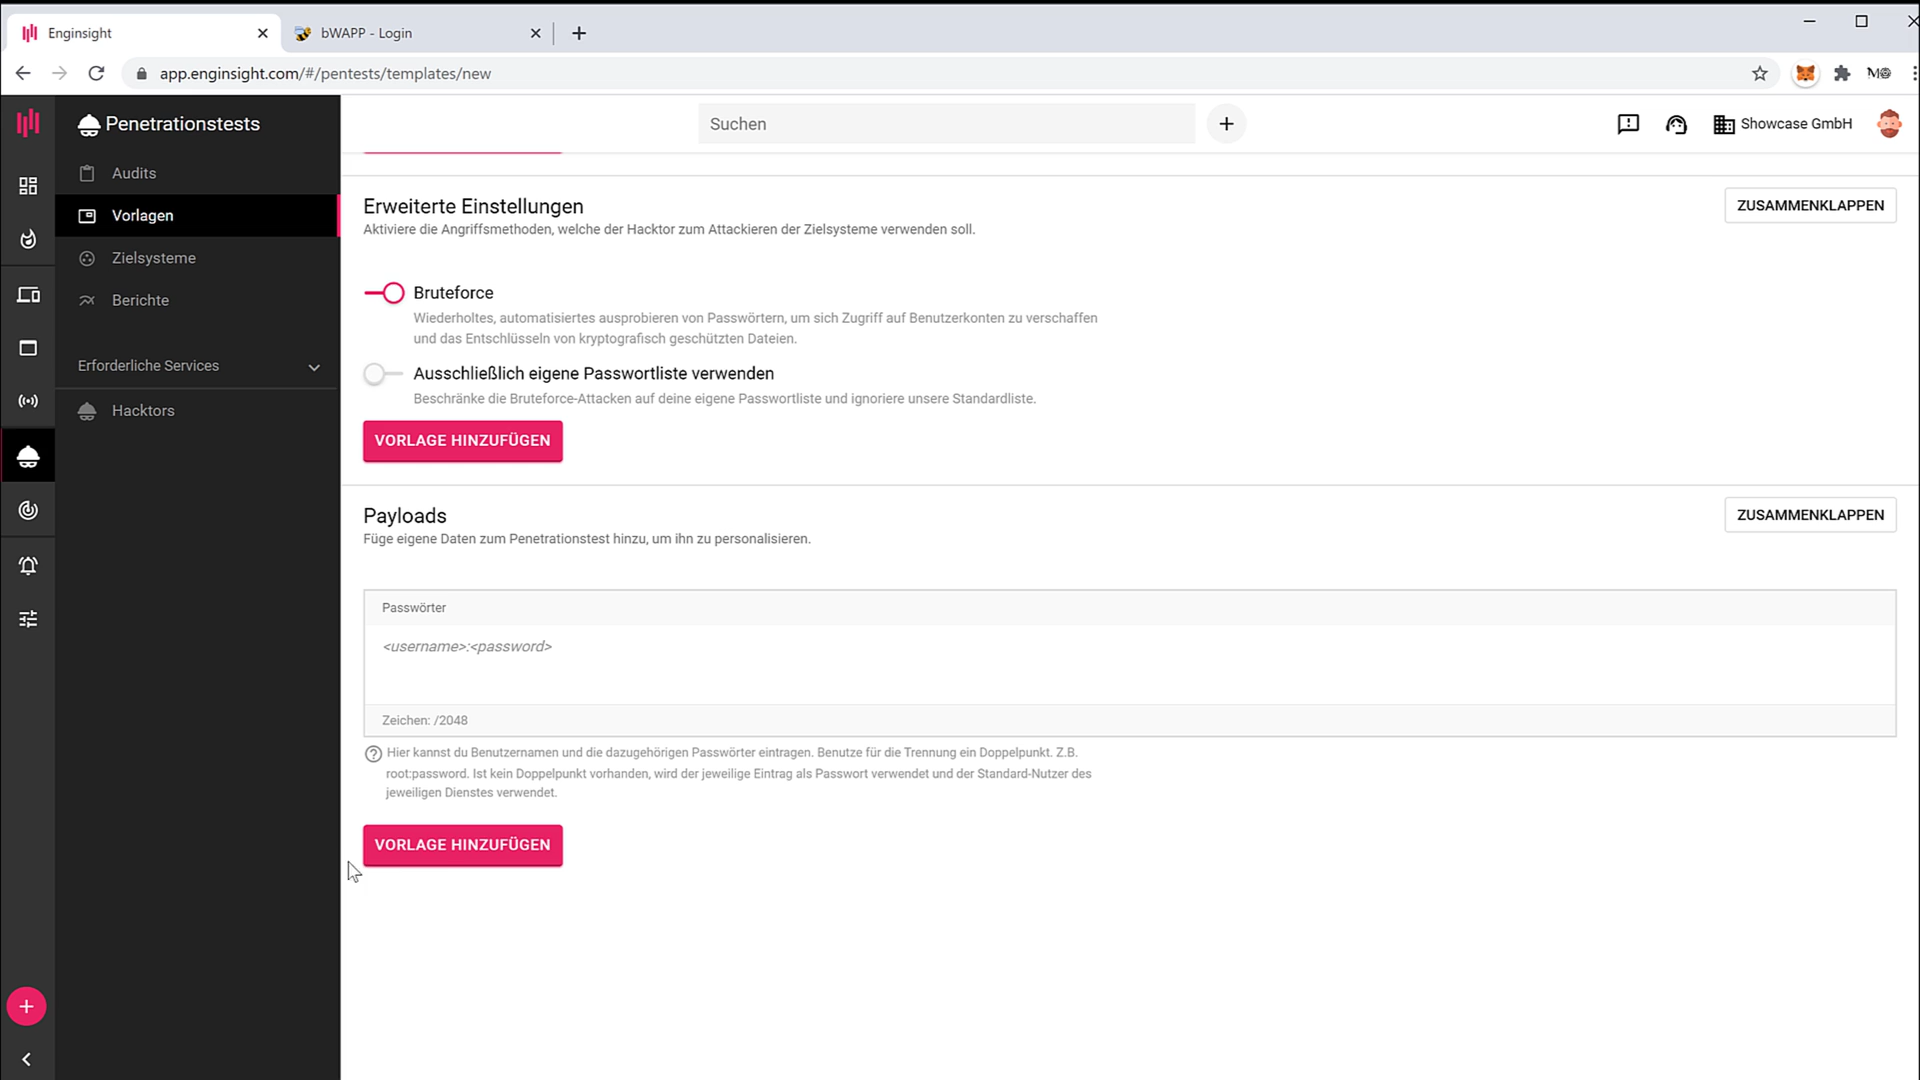 Enginsight
bWAPP - Login
app.enginsight.com/#/pentests/templates/new
Penetrationstests
Suchen
Showcase GmbH
Audits
Vorlagen
Zielsysteme
Berichte
Erforderliche Services
Hacktors
Erweiterte Einstellungen
ZUSAMMENKLAPPEN
Aktiviere die Angriffsmethoden, welche der Hacktor zum Attackieren der Zielsysteme verwenden soll.
Bruteforce
Wiederholtes, automatisiertes ausprobieren von Passwörtern, um sich Zugriff auf Benutzerkonten zu verschaffen
und das Entschlüsseln von kryptografisch geschützten Dateien.
Ausschließlich eigene Passwortliste verwenden
Beschränke die Bruteforce-Attacken auf deine eigene Passwortliste und ignoriere unsere Standardliste.
VORLAGE HINZUFÜGEN
Payloads
ZUSAMMENKLAPPEN
Füge eigene Daten zum Penetrationstest hinzu, um ihn zu personalisieren.
Passwörter
<username>:<password>
Zeichen: /2048
Hier kannst du Benutzernamen und die dazugehörigen Passwörter eintragen. Benutze für die Trennung ein Doppelpunkt. Z.B.
root:password. Ist kein Doppelpunkt vorhanden, wird der jeweilige Eintrag als Passwort verwendet und der Standard-Nutzer des
jeweiligen Dienstes verwendet.
VORLAGE HINZUFÜGEN